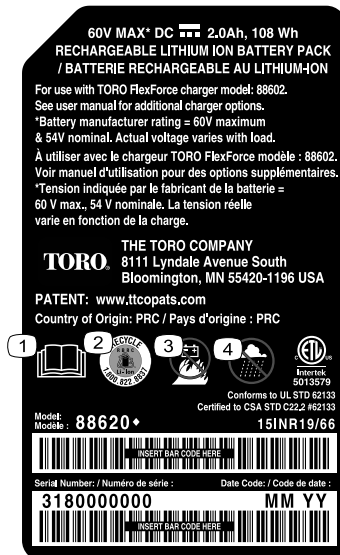 60V MAX* DC 2.0Ah, 108 Wh
RECHARGEABLE LITHIUM ION BATTERY PACK
/ BATTERIE RECHARGEABLE AU LITHIUM-ION
For use with TORO FlexForce charger model: 88602.
See user manual for additional charger options.
*Battery manufacturer rating = 60V maximum
& 54V nominal. Actual voltage varies with load.
À utiliser avec le chargeur TORO FlexForce modèle : 88602.
Voir manuel d'utilisation pour des options supplémentaires.
*Tension indiquée par le fabricant de la batterie =
60 V max., 54 V nominale. La tension réelle
varie en fonction de la charge.
TORO®
THE TORO COMPANY
8111 Lyndale Avenue South
Bloomington, MN 55420-1196 USA
PATENT: www.ttcopats.com
Country of Origin: PRC / Pays d'origine : PRC
1
2
3
4
RECYCLE
RBRC
Li-Ion
1.800.822.8837
C ETL US
Intertek
5013579
Conforms to UL STD 62133
Certified to CSA STD C22.2 #62133
Model:
Modèle : 88620♦
15INR19/66
INSERT BAR CODE HERE
Serial Number: / Numéro de série : Date Code: / Code de date :
3180000000 MM YY
INSERT BAR CODE HERE